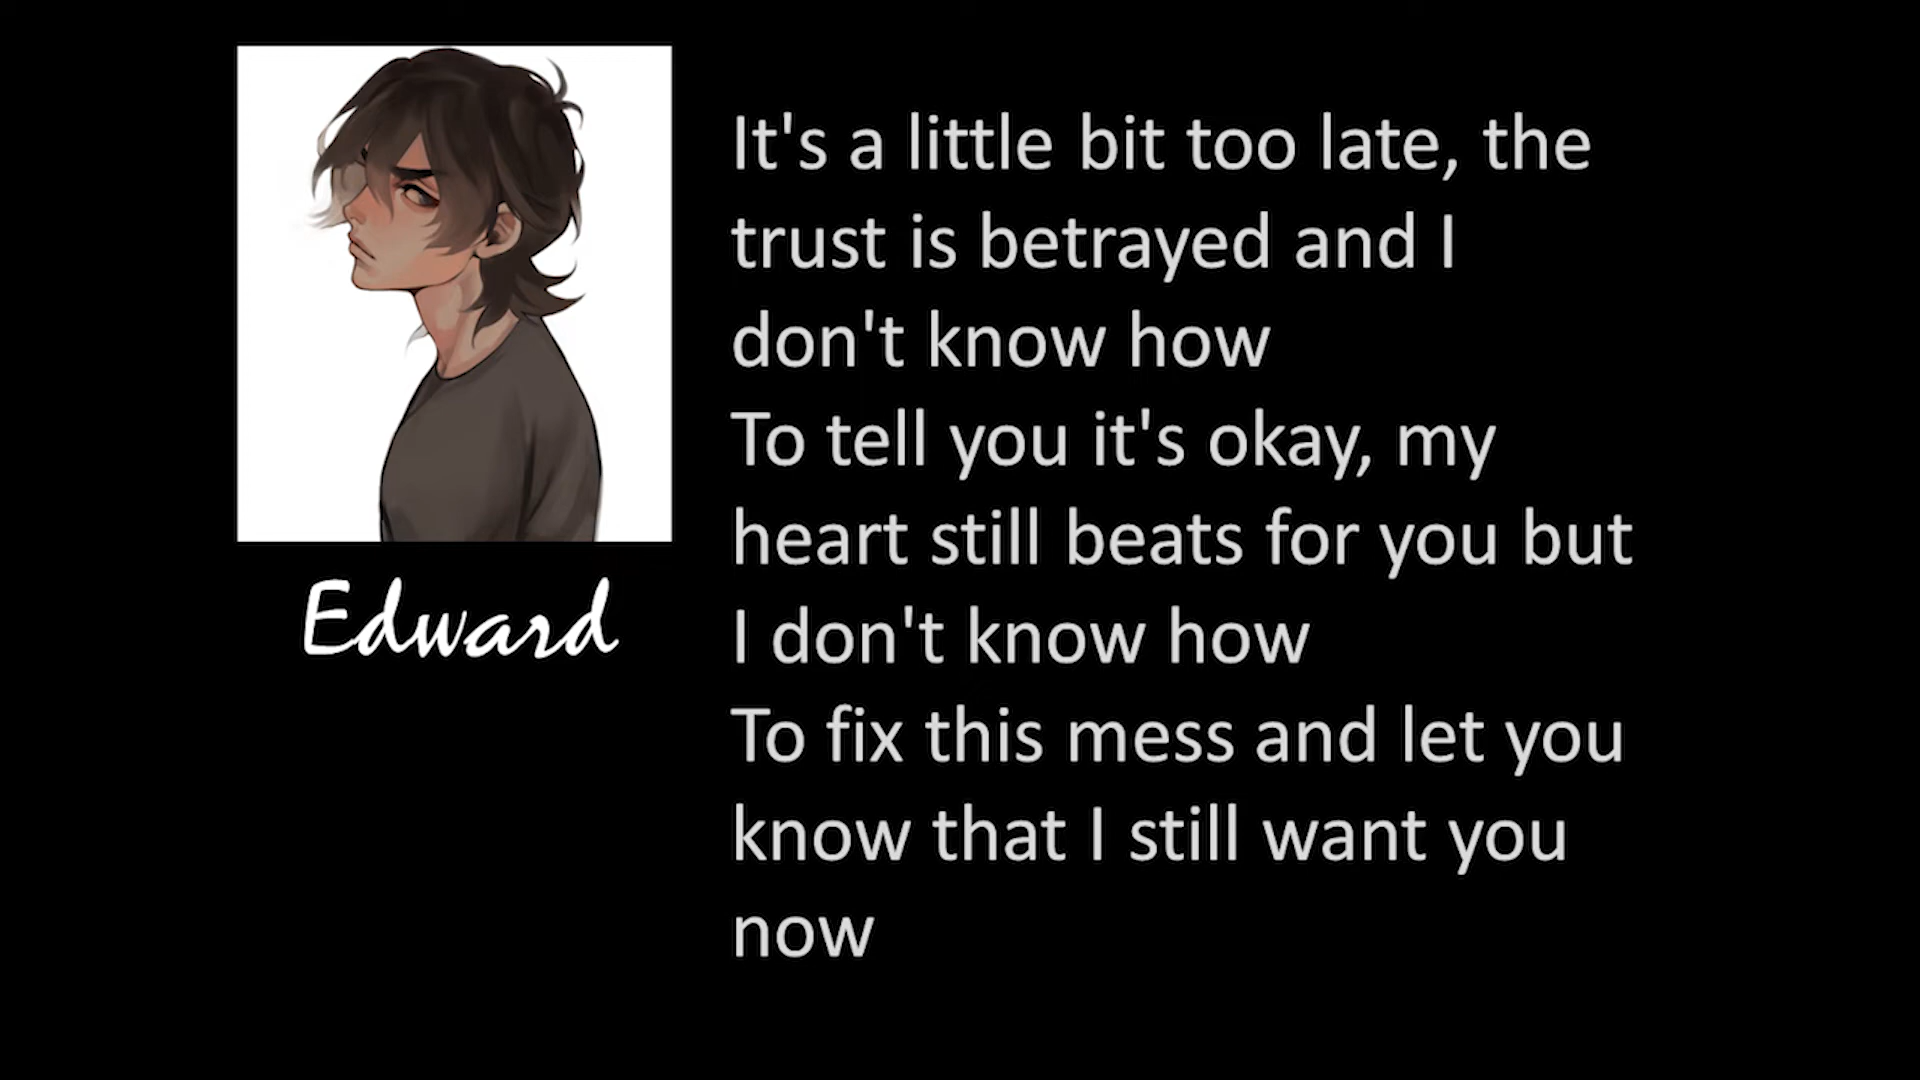 Edward
It's a little bit too late, the
trust is betrayed and I
don't know how
To tell you it's okay, my
heart still beats for you but
I don't know how
To fix this mess and let you
know that I still want you
now